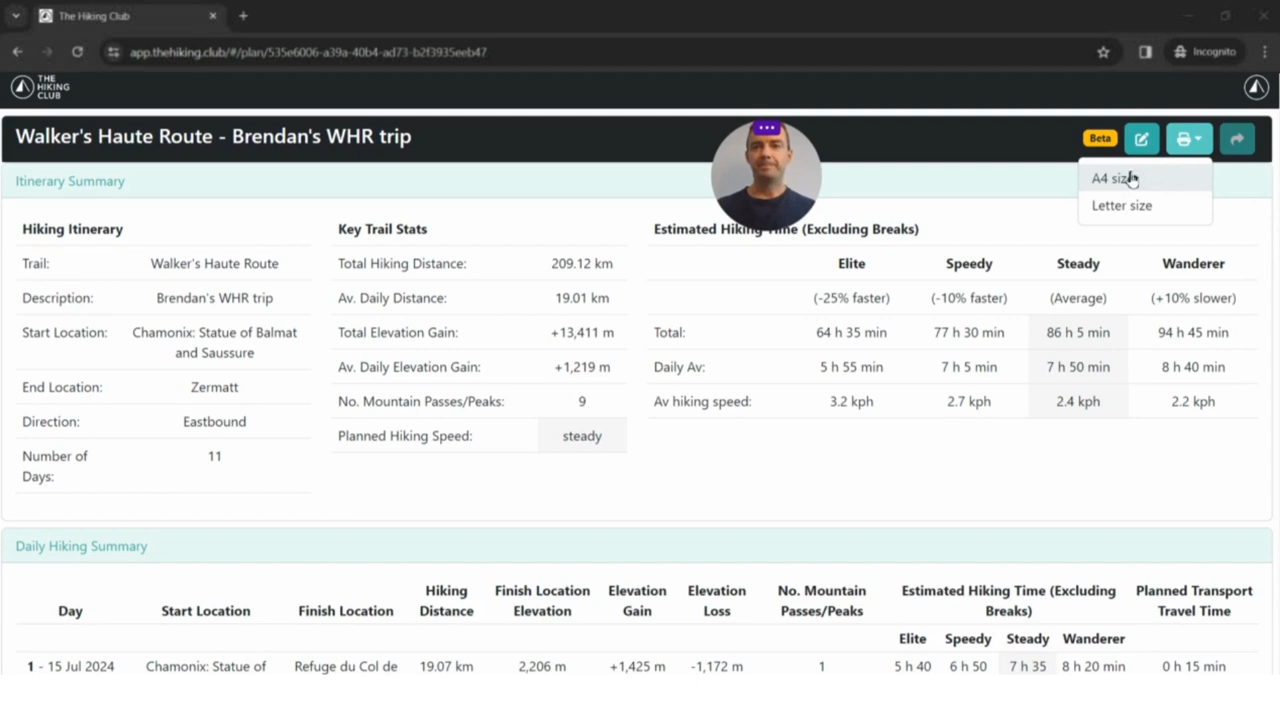 The Hiking Club
app.thehiking.club/#/plan/535e6006-a39a-40b4-ad73-b2f3935eeb47
Incognito
THE
HIKING
CLUB
Walker's Haute Route - Brendan's WHR trip
Beta
A4 size
Letter size
Itinerary Summary
Hiking Itinerary
Trail: Walker's Haute Route
Description: Brendan's WHR trip
Start Location: Chamonix: Statue of Balmat
and Saussure
End Location: Zermatt
Direction: Eastbound
Number of 11
Days:
Key Trail Stats
Total Hiking Distance: 209.12 km
Av. Daily Distance: 19.01 km
Total Elevation Gain: +13,411 m
Av. Daily Elevation Gain: +1,219 m
No. Mountain Passes/Peaks: 9
Planned Hiking Speed: steady
Estimated Hiking Time (Excluding Breaks)
Elite Speedy Steady Wanderer
(-25% faster) (-10% faster) (Average) (+10% slower)
Total: 64 h 35 min 77 h 30 min 86 h 5 min 94 h 45 min
Daily Av: 5 h 55 min 7 h 5 min 7 h 50 min 8 h 40 min
Av hiking speed: 3.2 kph 2.7 kph 2.4 kph 2.2 kph
Daily Hiking Summary
Hiking Finish Location Elevation Elevation No. Mountain Estimated Hiking Time (Excluding Planned Transport
Day Start Location Finish Location Distance Elevation Gain Loss Passes/Peaks Breaks) Travel Time
Elite Speedy Steady Wanderer
1 - 15 Jul 2024 Chamonix: Statue of Refuge du Col de 19.07 km 2,206 m +1,425 m -1,172 m 1 5 h 40 6 h 50 7 h 35 8 h 20 min 0 h 15 min